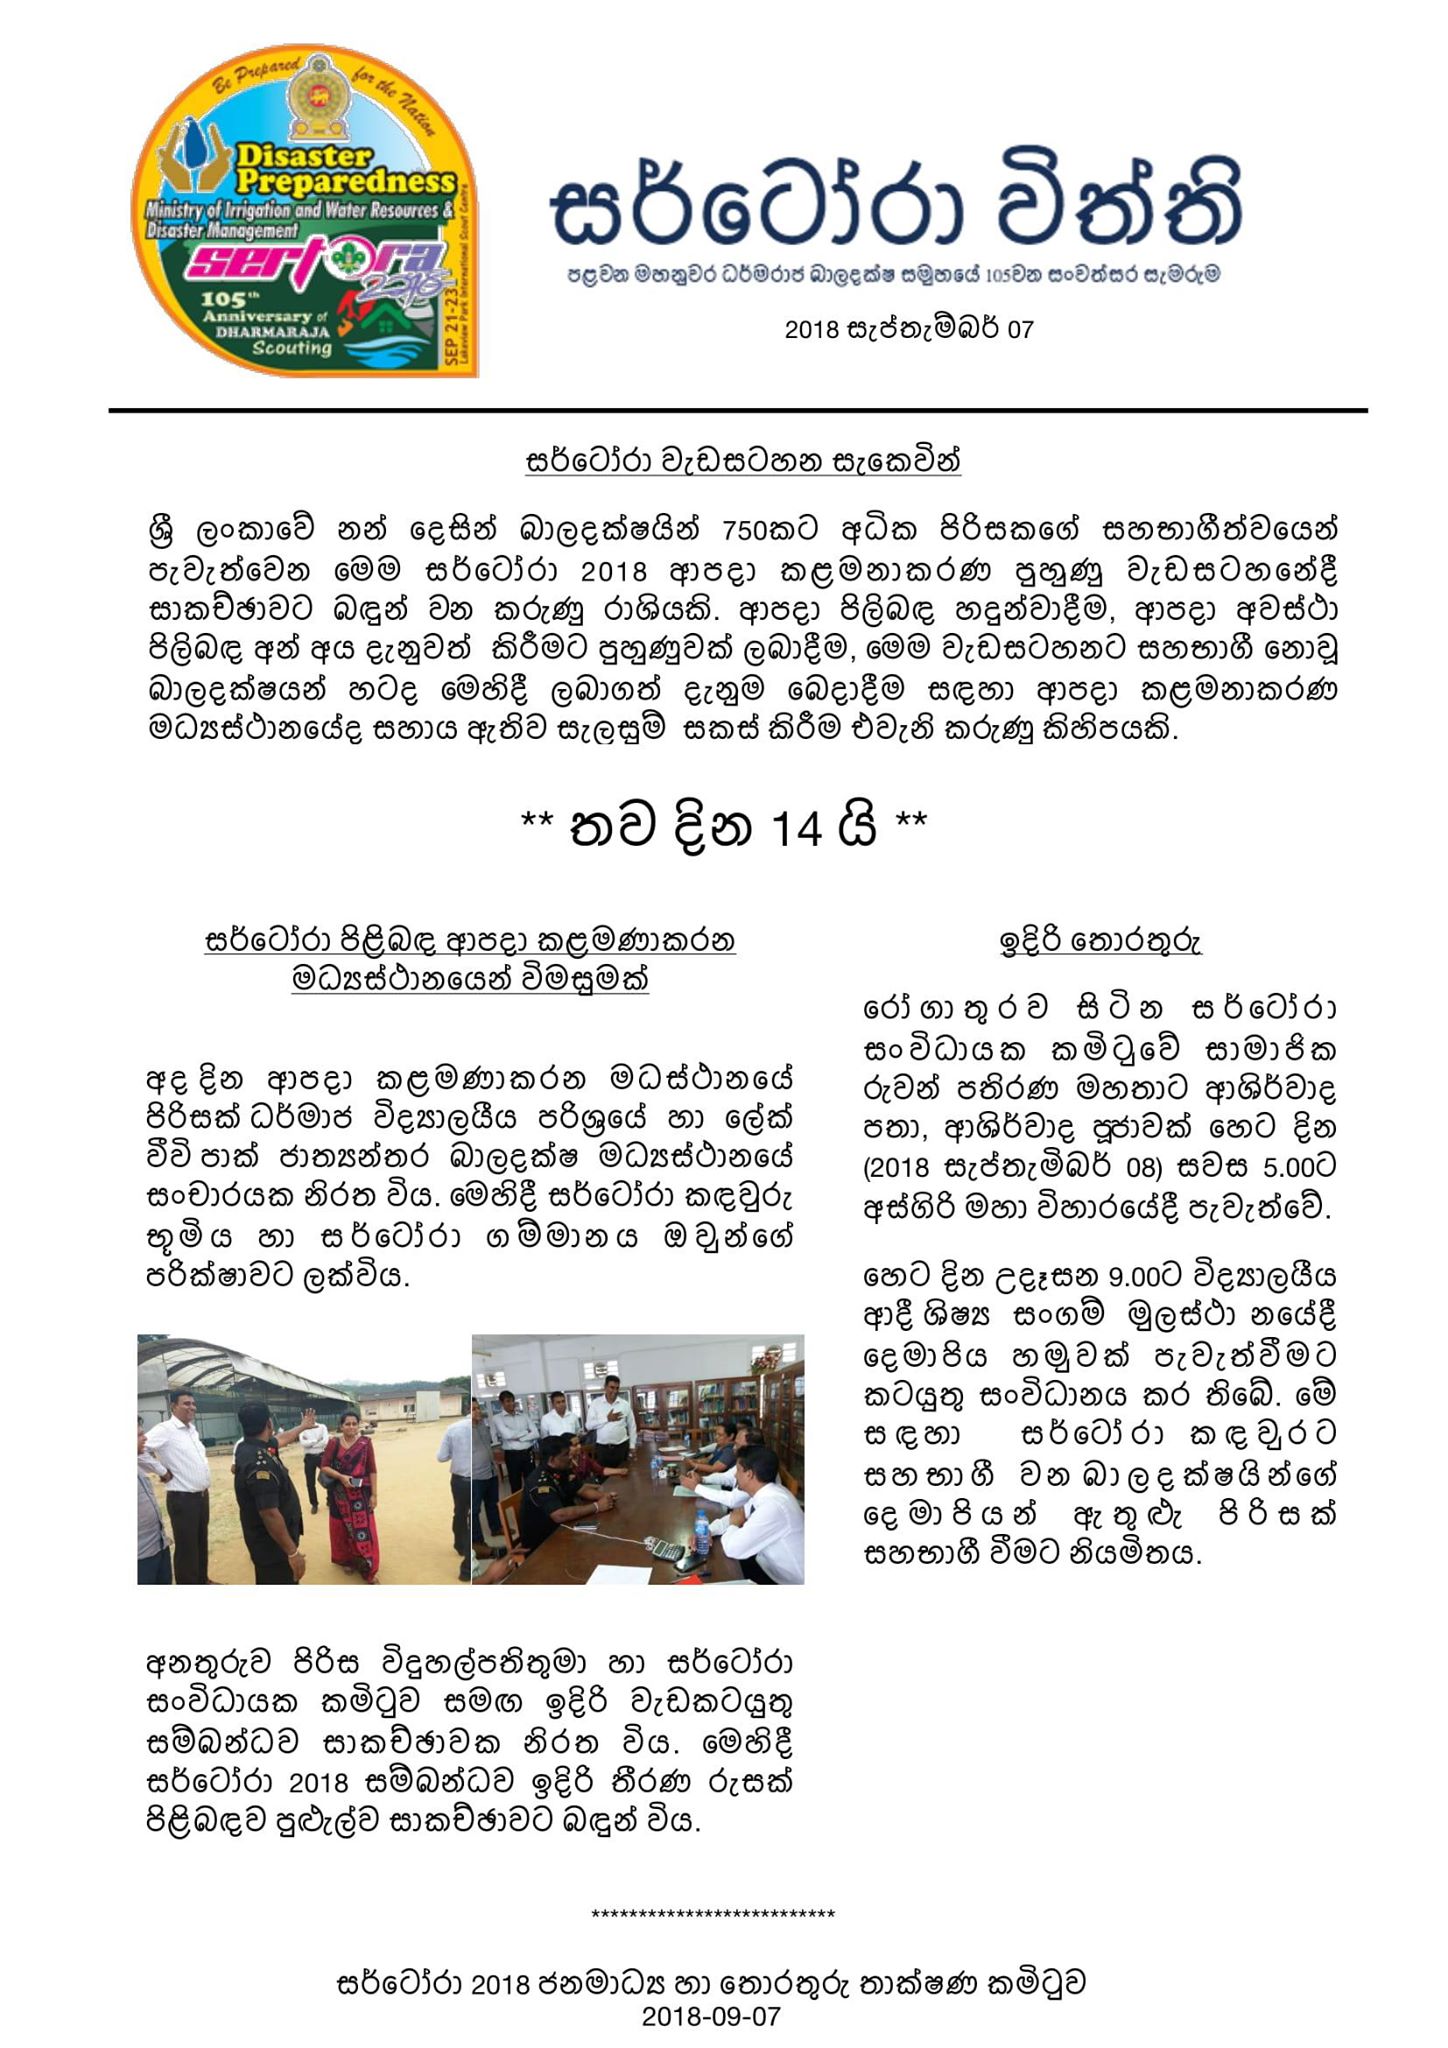 Be Prepared for the Nation
Disaster
Preparedness
Ministry of Irrigation and Water Resources &
Disaster Management
sertora
2018
105th
Anniversary of
DHARMARAJA
Scouting
SEP 21-23
Lakeview Park International Scout Centre
සර්ටෝරා විත්ති
පළවන මහනුවර ධර්මරාජ බාලදක්ෂ සමුහයේ 105වන සංවත්සර සැමරුම
2018 සැප්තැම්බර් 07
සර්ටෝරා වැඩසටහන සැකෙවින්
ශ්‍රී ලංකාවේ නන් දෙසින් බාලදක්ෂයින් 750කට අධික පිරිසකගේ සහභාගීත්වයෙන්
පැවැත්වෙන මෙම සර්ටෝරා 2018 ආපදා කළමනාකරණ පුහුණු වැඩසටහනේදී
සාකච්ඡාවට බඳුන් වන කරුණු රාශියකි. ආපදා පිලිබඳ හදුන්වාදීම, ආපදා අවස්ථා
පිලිබඳ අන් අය දැනුවත් කිරීමට පුහුණුවක් ලබාදීම, මෙම වැඩසටහනට සහභාගී නොවූ
බාලදක්ෂයන් හටද මෙහිදී ලබාගත් දැනුම බෙදාදීම සඳහා ආපදා කළමනාකරණ
මධ්‍යස්ථානයේද සහාය ඇතිව සැලසුම් සකස් කිරීම එවැනි කරුණු කිහිපයකි.
** තව දින 14 යි **
සර්ටෝරා පිළිබඳ ආපදා කළමණාකරන
මධ්‍යස්ථානයෙන් විමසුමක්
අද දින ආපදා කළමණාකරන මධස්ථානයේ
පිරිසක් ධර්මාජ විද්‍යාලයීය පරිශ්‍රයේ හා ලේක්
වීවි පාක් ජාත්‍යන්තර බාලදක්ෂ මධ්‍යස්ථානයේ
සංචාරයක නිරත විය. මෙහිදී සර්ටෝරා කඳවුරු
භූමිය හා සර්ටෝරා ගම්මානය ඔවුන්ගේ
පරික්ෂාවට ලක්විය.
අනතුරුව පිරිස විදුහල්පතිතුමා හා සර්ටෝරා
සංවිධායක කමිටුව සමඟ ඉදිරි වැඩකටයුතු
සම්බන්ධව සාකච්ඡාවක නිරත විය. මෙහිදී
සර්ටෝරා 2018 සම්බන්ධව ඉදිරි තීරණ රුසක්
පිළිබඳව පුළුල්ව සාකච්ඡාවට බඳුන් විය.
ඉදිරි තොරතුරු
රෝගාතුරව සිටින සර්ටෝරා
සංවිධායක කමිටුවේ සාමාජික
රුවන් පතිරණ මහතාට ආශිර්වාද
පතා, ආශිර්වාද පූජාවක් හෙට දින
(2018 සැප්තැම්බර් 08) සවස 5.00ට
අස්ගිරි මහා විහාරයේදී පැවැත්වේ.
හෙට දින උදෑසන 9.00ට විද්‍යාලයීය
ආදී ශිෂ්‍ය සංගම් මුලස්ථා නයේදී
දෙමාපිය හමුවක් පැවැත්වීමට
කටයුතු සංවිධානය කර තිබේ. මේ
සඳහා සර්ටෝරා කඳවුරට
සහභාගී වන බාලදක්ෂයින්ගේ
දෙමාපියන් ඇතුළු පිරිසක්
සහභාගී වීමට නියමිතය.
**************************
සර්ටෝරා 2018 ජනමාධ්‍ය හා තොරතුරු තාක්ෂණ කමිටුව
2018-09-07